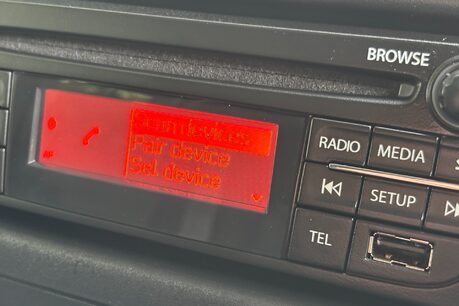 BROWSE
Pair device
Sel. device
RADIO
MEDIA
SETUP
TEL